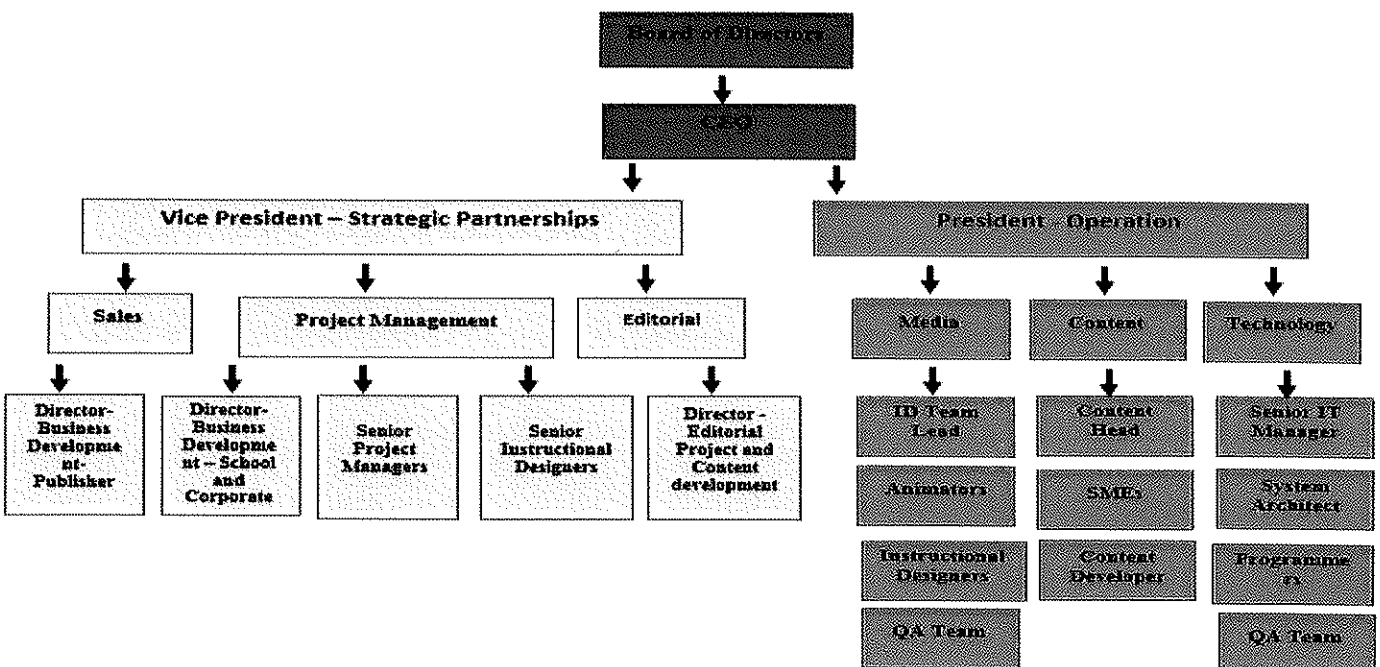 Board of Directors
CEO
Vice President – Strategic Partnerships
President - Operation
Sales
Project Management
Editorial
Media
Content
Technology
Director-
Business
Developme
nt-
Publisher
Director-
Business
Developme
nt – School
and
Corporate
Senior
Project
Managers
Senior
Instructional
Designers
Director -
Editorial
Project and
Content
development
ID Team
Lead
Content
Head
Senior IT
Manager
Animators
SMEs
System
Architect
Instructional
Designers
Content
Developer
Programme
rs
QA Team
QA Team